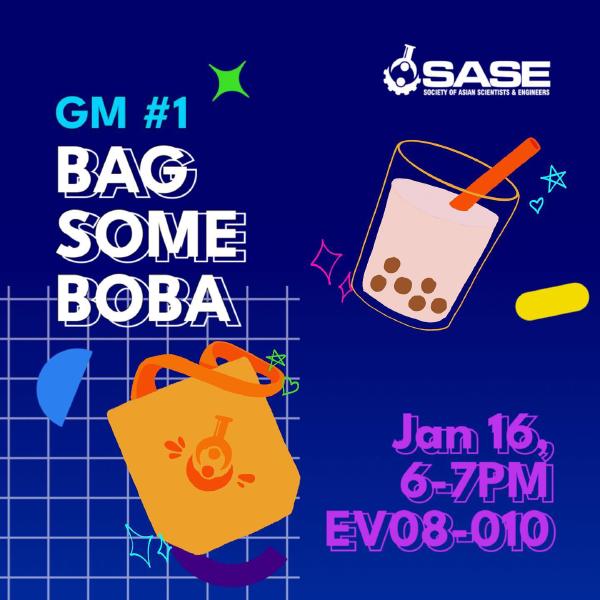 SASE
SOCIETY OF ASIAN SCIENTISTS & ENGINEERS
GM #1
BAG
SOME
BOBA
Jan 16,
6-7PM
EV08-010